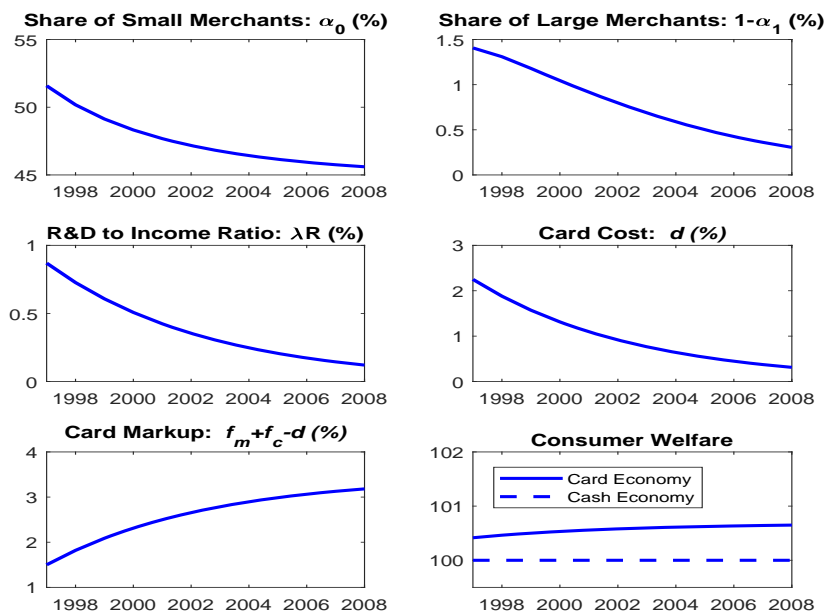 Share of Small Merchants: α0 (%)
55
50
45
1998 2000 2002 2004 2006 2008
Share of Large Merchants: 1-α1 (%)
1.5
1
0.5
0
1998 2000 2002 2004 2006 2008
R&D to Income Ratio: λR (%)
1
0.5
0
1998 2000 2002 2004 2006 2008
Card Cost: d (%)
3
2
1
0
1998 2000 2002 2004 2006 2008
Card Markup: fm+fc-d (%)
4
3
2
1
1998 2000 2002 2004 2006 2008
Consumer Welfare
102
101
100
Card Economy
Cash Economy
1998 2000 2002 2004 2006 2008